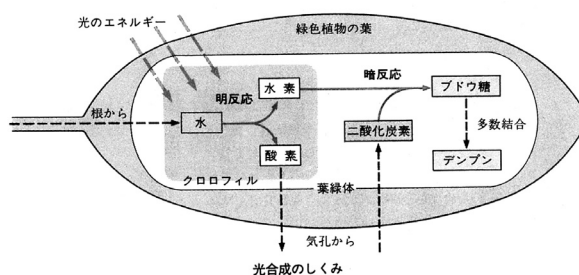 光のエネルギー
緑色植物の葉
明反応
水素
暗反応
ブドウ糖
根から
水
二酸化炭素
多数結合
酸素
デンプン
クロロフィル
葉緑体
気孔から
光合成のしくみ